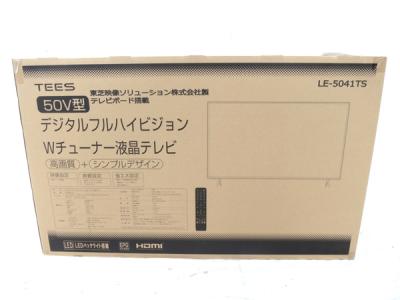 TEES
50V型
東芝映像ソリューション株式会社製
テレビボード搭載
LE-5041TS
デジタルフルハイビジョン
Wチューナー液晶テレビ
高画質 + シンプルデザイン
LED LEDバックライト搭載 EPG HDMI